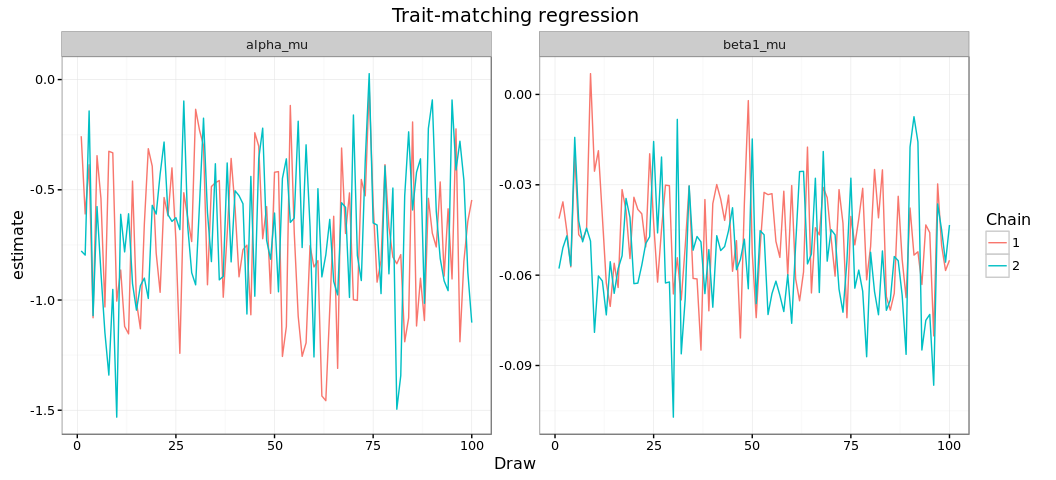 Trait-matching regression
alpha_mu
beta1_mu
estimate
0.0
-0.5
-1.0
-1.5
0.00
-0.03
-0.06
-0.09
0 25 50 75 100
0 25 50 75 100
Draw
Chain
1
2